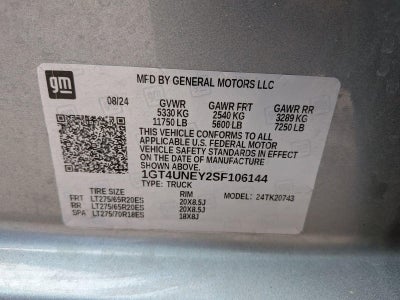 gm
MFD BY GENERAL MOTORS LLC
08/24 GVWR GAWR FRT GAWR RR
5330 KG 2540 KG 3289 KG
11750 LB 5600 LB 7250 LB
THIS VEHICLE CONFORMS TO ALL
APPLICABLE U.S. FEDERAL MOTOR
VEHICLE SAFETY STANDARDS IN EFFECT
ON THE DATE OF MANUFACTURE
SHOWN ABOVE.
1GT4UNEY2SF106144
TYPE: TRUCK MODEL: 24TK20743
TIRE SIZE RIM
FRT LT275/65R20ES 20X8.5J
RR LT275/65R20ES 20X8.5J
SPA LT275/70R18ES 18X8J